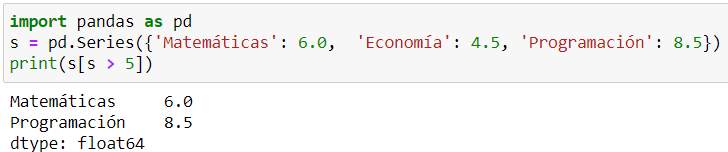 import pandas as pd
s = pd.Series({'Matemáticas': 6.0,  'Economía': 4.5, 'Programación': 8.5})
print(s[s > 5])
Matemáticas     6.0
Programación    8.5
dtype: float64